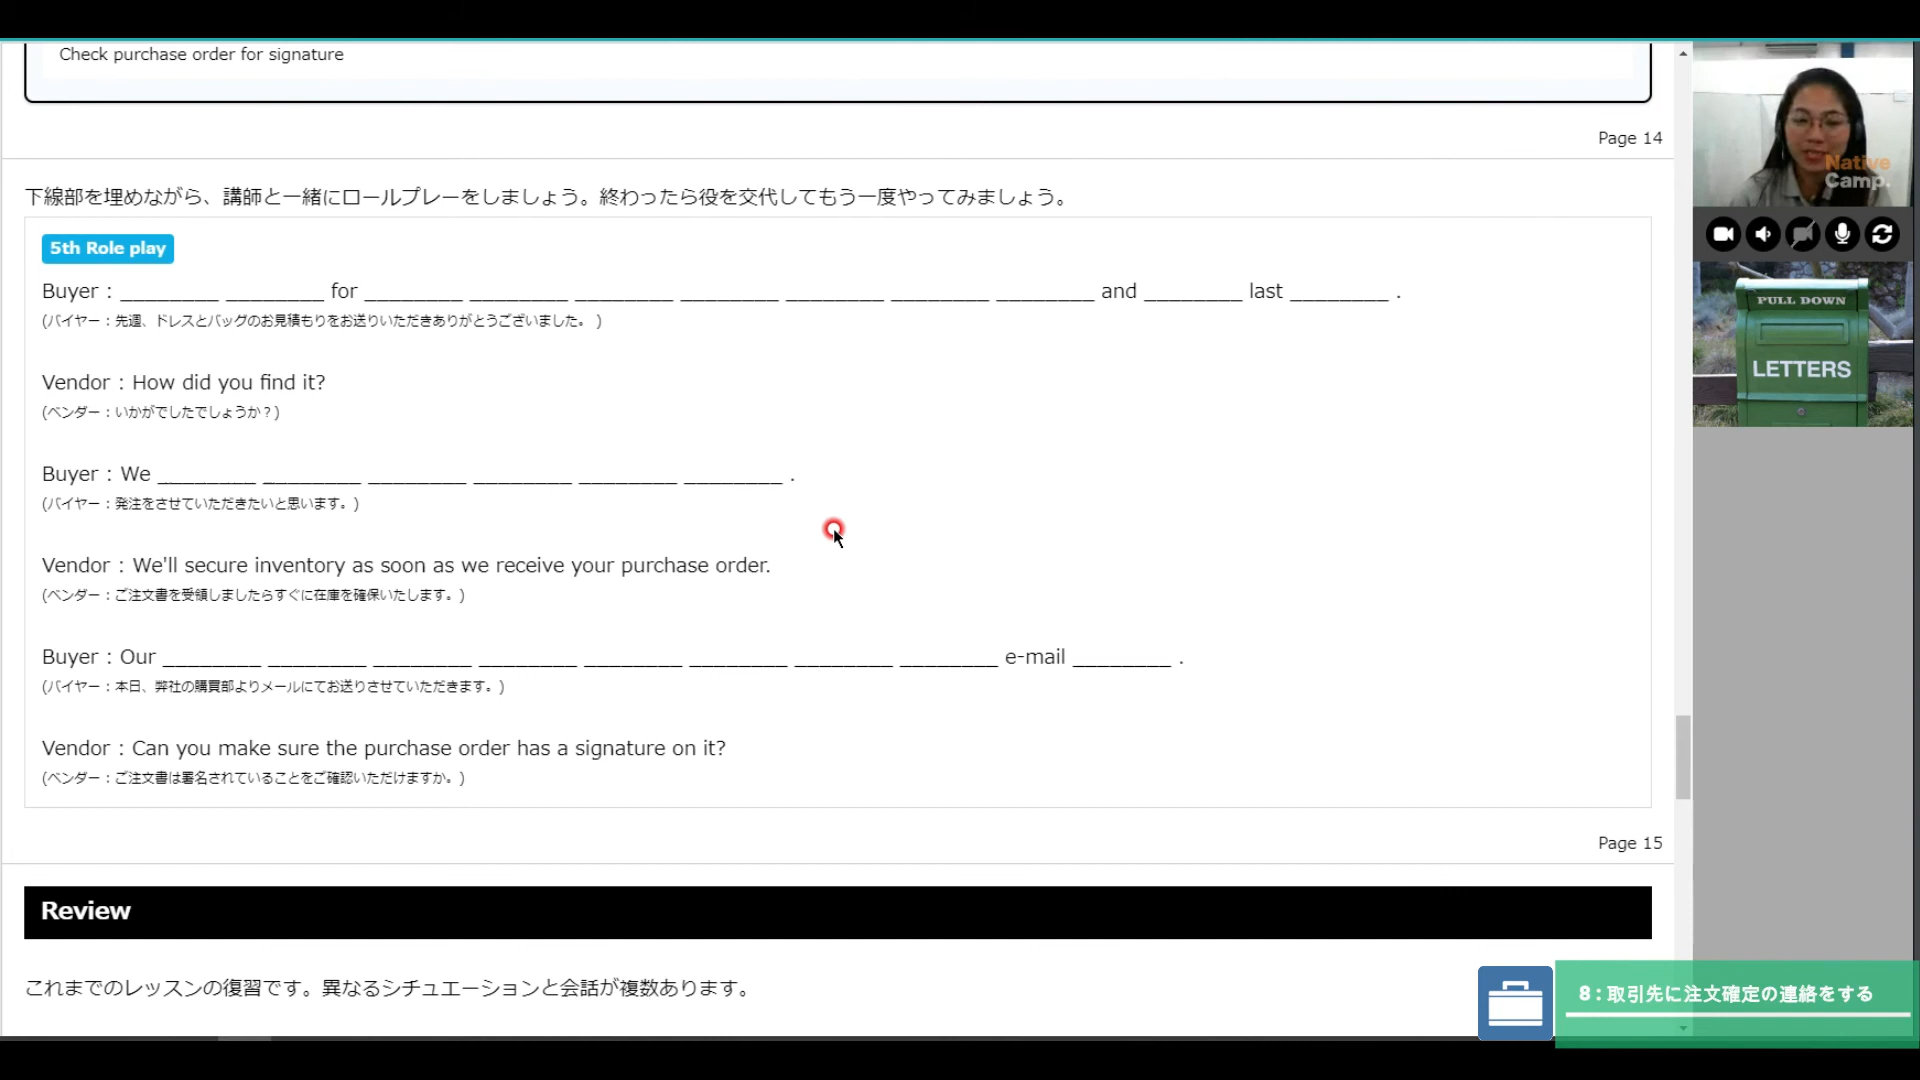 Check purchase order for signature
Page 14
下線部を埋めながら、講師と一緒にロールプレーをしましょう。終わったら役を交代してもう一度やってみましょう。
5th Role play
Buyer : ________ ________ for ________ ________ ________ ________ ________ ________ ________ and ________ last ________ .
(バイヤー：先週、ドレスとバッグのお見積もりをお送りいただきありがとうございました。 )
Vendor : How did you find it?
(ベンダー：いかがでしたでしょうか？)
Buyer : We ________ ________ ________ ________ ________ ________ .
(バイヤー：発注をさせていただきたいと思います。)
Vendor : We'll secure inventory as soon as we receive your purchase order.
(ベンダー：ご注文書を受領しましたらすぐに在庫を確保いたします。)
Buyer : Our ________ ________ ________ ________ ________ ________ ________ ________ e-mail ________ .
(バイヤー：本日、弊社の購買部よりメールにてお送りさせていただきます。)
Vendor : Can you make sure the purchase order has a signature on it?
(ベンダー：ご注文書は署名されていることをご確認いただけますか。)
Page 15
Review
これまでのレッスンの復習です。異なるシチュエーションと会話が複数あります。
Native
Camp.
PULL DOWN
LETTERS
8：取引先に注文確定の連絡をする